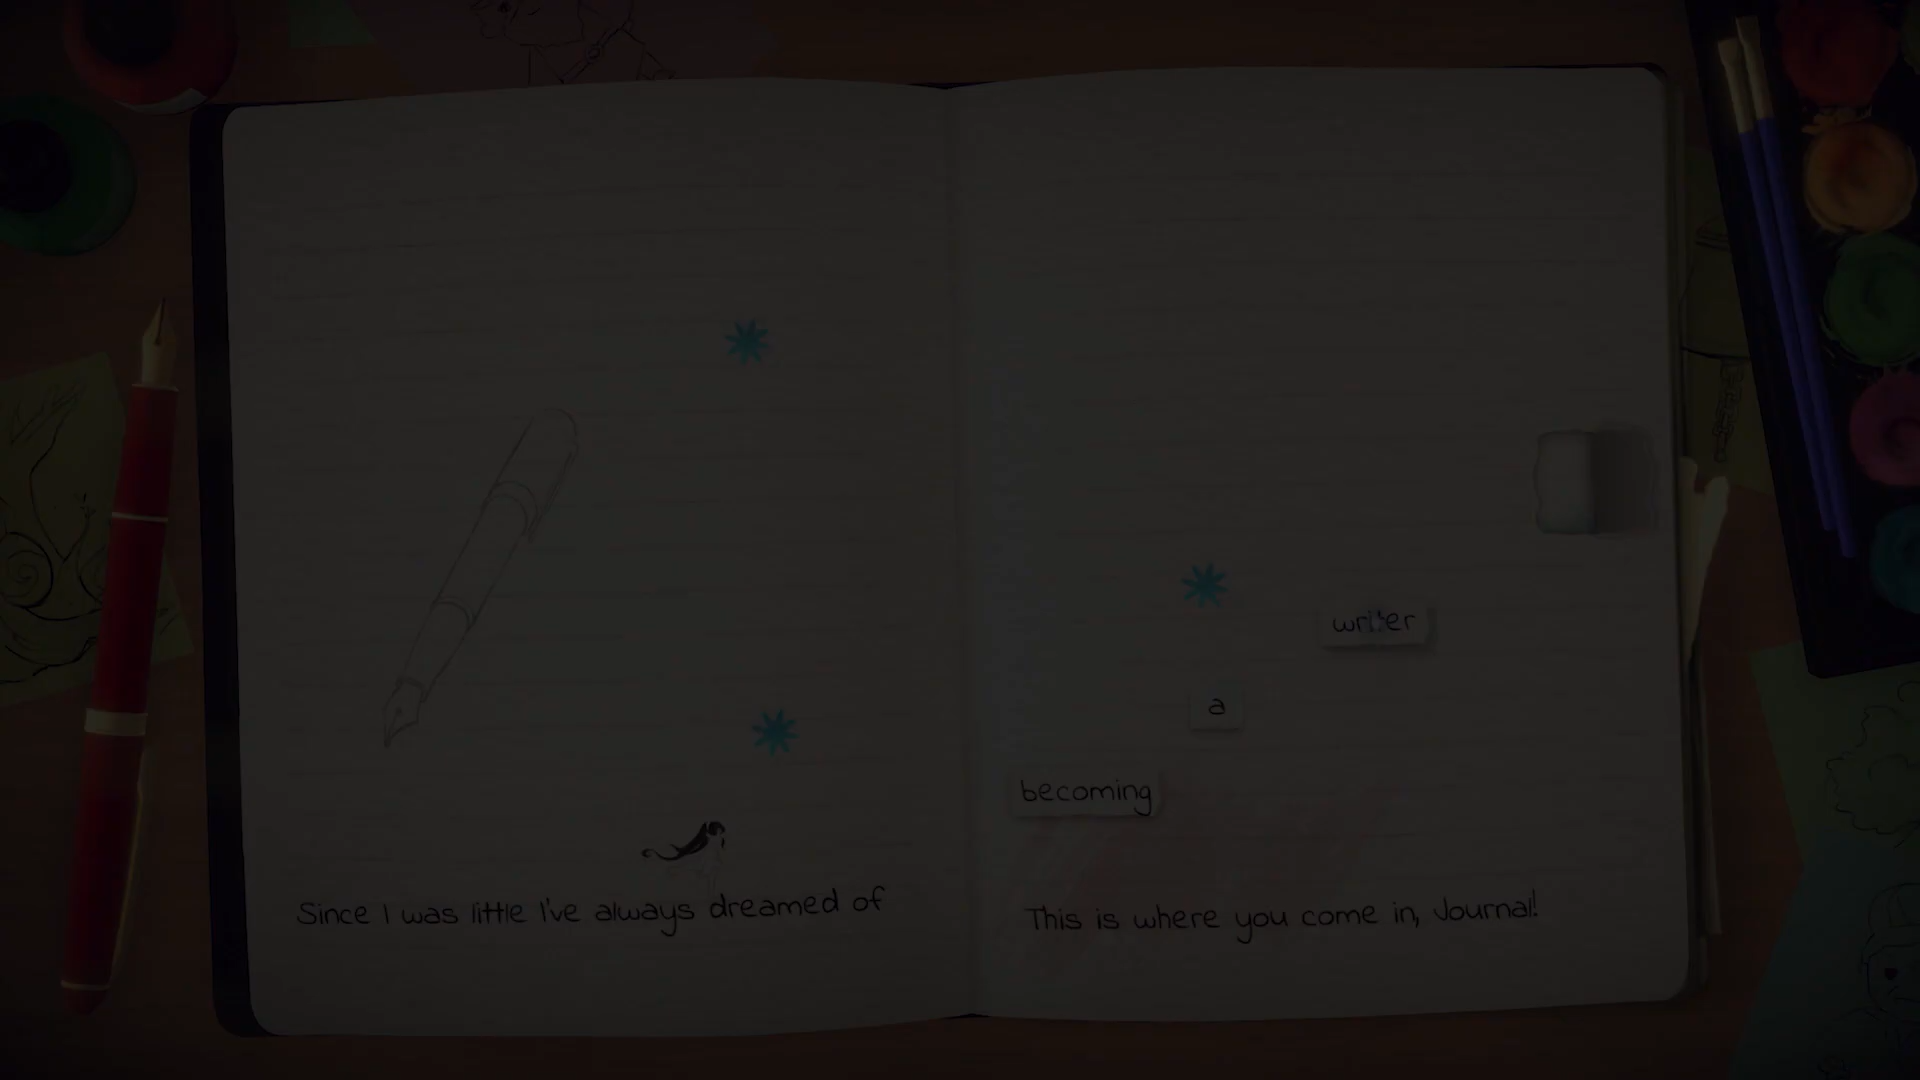 Since I was little I've always dreamed of
becoming
a
writer
This is where you come in, Journal!